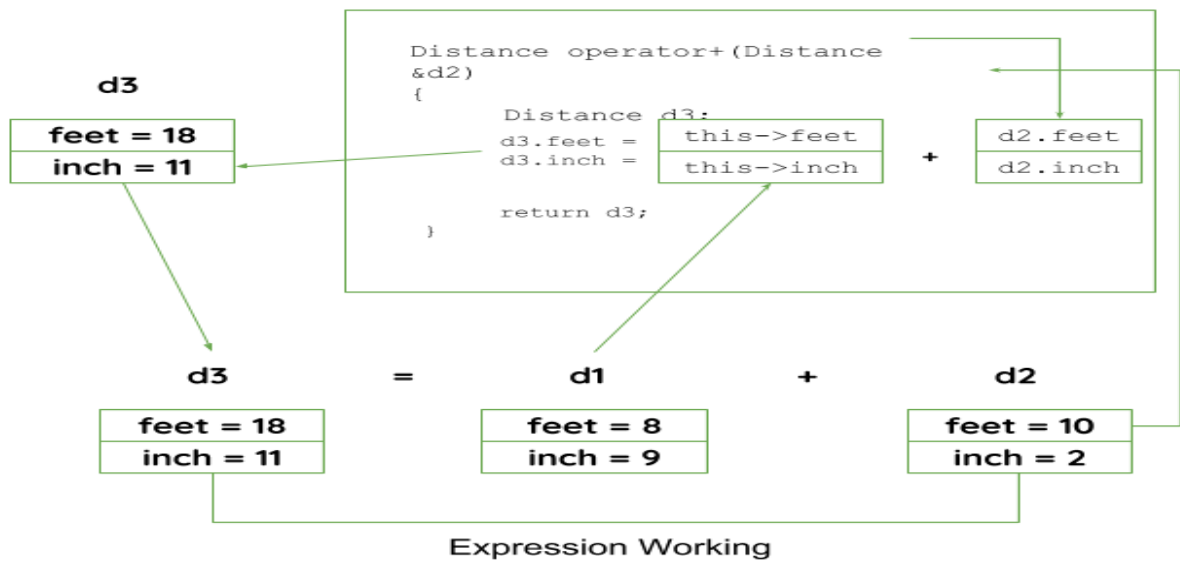 Distance operator+(Distance
&d2)
{
d3
Distance d3;
feet = 18
d3.feet = this->feet d2.feet
inch = 11
d3.inch = this->inch + d2.inch
return d3;
}
d3 = d1 + d2
feet = 18 feet = 8 feet = 10
inch = 11 inch = 9 inch = 2
Expression Working